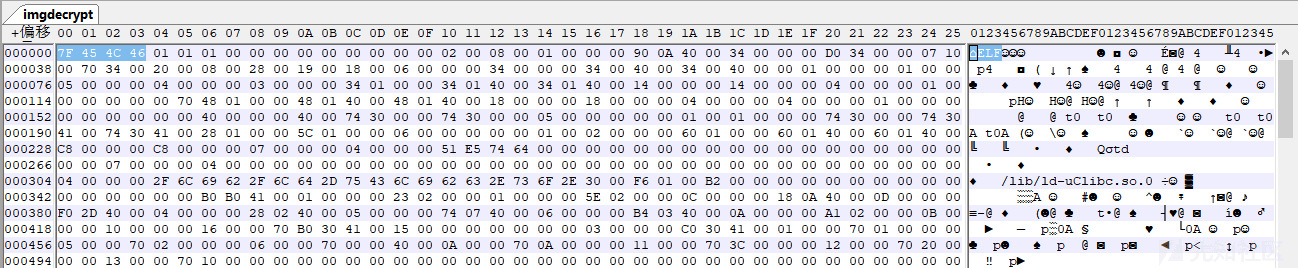 imgdecrypt
+偏移 00 01 02 03 04 05 06 07 08 09 0A 0B 0C 0D 0E 0F 10 11 12 13 14 15 16 17 18 19 1A 1B 1C 1D 1E 1F 20 21 22 23 24 25 0123456789ABCDEF0123456789ABCDEF012345
000000 7F 45 4C 46 01 01 01 00 00 00 00 00 00 00 00 00 02 00 08 00 01 00 00 00 90 0A 40 00 34 00 00 00 D0 34 00 00 07 10 ⌂ELF☺☺☺ ☻ ◘ ☺ É◙@ 4 ╨4 •►
000038 00 70 34 00 20 00 08 00 28 00 19 00 18 00 06 00 00 00 34 00 00 00 34 00 40 00 34 00 40 00 00 01 00 00 00 01 00 00 p4 ◘ ( ↓ ↑ ♠ 4 4 @ 4 @ ☺ ☺
000076 05 00 00 00 04 00 00 00 03 00 00 00 34 01 00 00 34 01 40 00 34 01 40 00 14 00 00 00 14 00 00 00 04 00 00 00 01 00 ♣ ♦ ♥ 4☺ 4☺@ 4☺@ ¶ ¶ ♦ ☺
000114 00 00 00 00 00 70 48 01 00 00 48 01 40 00 48 01 40 00 18 00 00 00 18 00 00 00 04 00 00 00 04 00 00 00 01 00 00 00 pH☺ H☺@ H☺@ ↑ ↑ ♦ ♦ ☺
000152 00 00 00 00 00 00 40 00 00 00 40 00 74 30 00 00 74 30 00 00 05 00 00 00 00 00 01 00 01 00 00 00 74 30 00 00 74 30 @ @ t0 t0 ♣ ☺ ☺ t0 t0
000190 41 00 74 30 41 00 28 01 00 00 5C 01 00 00 06 00 00 00 00 00 01 00 02 00 00 00 60 01 00 00 60 01 40 00 60 01 40 00 A t0A (☺ \☺ ♠ ☺ ☻ `☺ `☺@ `☺@
000228 C8 00 00 00 C8 00 00 00 07 00 00 00 04 00 00 00 51 E5 74 64 00 00 00 00 00 00 00 00 00 00 00 00 00 00 00 00 00 00 ╚ ╚ • ♦ Qσtd
000266 00 00 07 00 00 00 04 00 00 00 00 00 00 00 00 00 00 00 00 00 00 00 00 00 00 00 00 00 00 00 00 00 00 00 00 00 00 00 • ♦
000304 04 00 00 00 2F 6C 69 62 2F 6C 64 2D 75 43 6C 69 62 63 2E 73 6F 2E 30 00 F6 01 00 00 B2 00 00 00 00 00 00 00 00 00 ♦ /lib/ld-uClibc.so.0 ÷☺ ▓
000342 00 00 00 00 00 00 B0 B0 41 00 01 00 00 00 23 02 00 00 01 00 00 00 5E 02 00 00 0C 00 00 00 18 0A 40 00 0D 00 00 00 ░░A ☺ #☻ ☺ ^☻ ♀ ↑◙@ ♪
000380 F0 2D 40 00 04 00 00 00 28 02 40 00 05 00 00 00 74 07 40 00 06 00 00 00 B4 03 40 00 0A 00 00 00 A1 02 00 00 0B 00 ≡-@ ♦ (☻@ ♣ t•@ ♠ ┤♥@ ◙ í☻ ♂
000418 00 00 10 00 00 00 16 00 00 70 B0 30 41 00 15 00 00 00 00 00 00 00 03 00 00 00 C0 30 41 00 01 00 00 70 01 00 00 00 ► ▬ p░0A § ♥ └0A ☺ p☺
000456 05 00 00 70 02 00 00 00 06 00 00 70 00 00 40 00 0A 00 00 70 0A 00 00 00 11 00 00 70 3C 00 00 00 12 00 00 70 20 00 ♣ p☻ ♠ p @ ◙ p◙ ◄ p< ↕ p
000494 00 00 13 00 00 70 10 00 00 00 00 00 00 00 00 00 00 00 00 00 00 00 00 00 00 00 00 00 00 00 00 00 00 00 00 00 00 00 ‼ p►